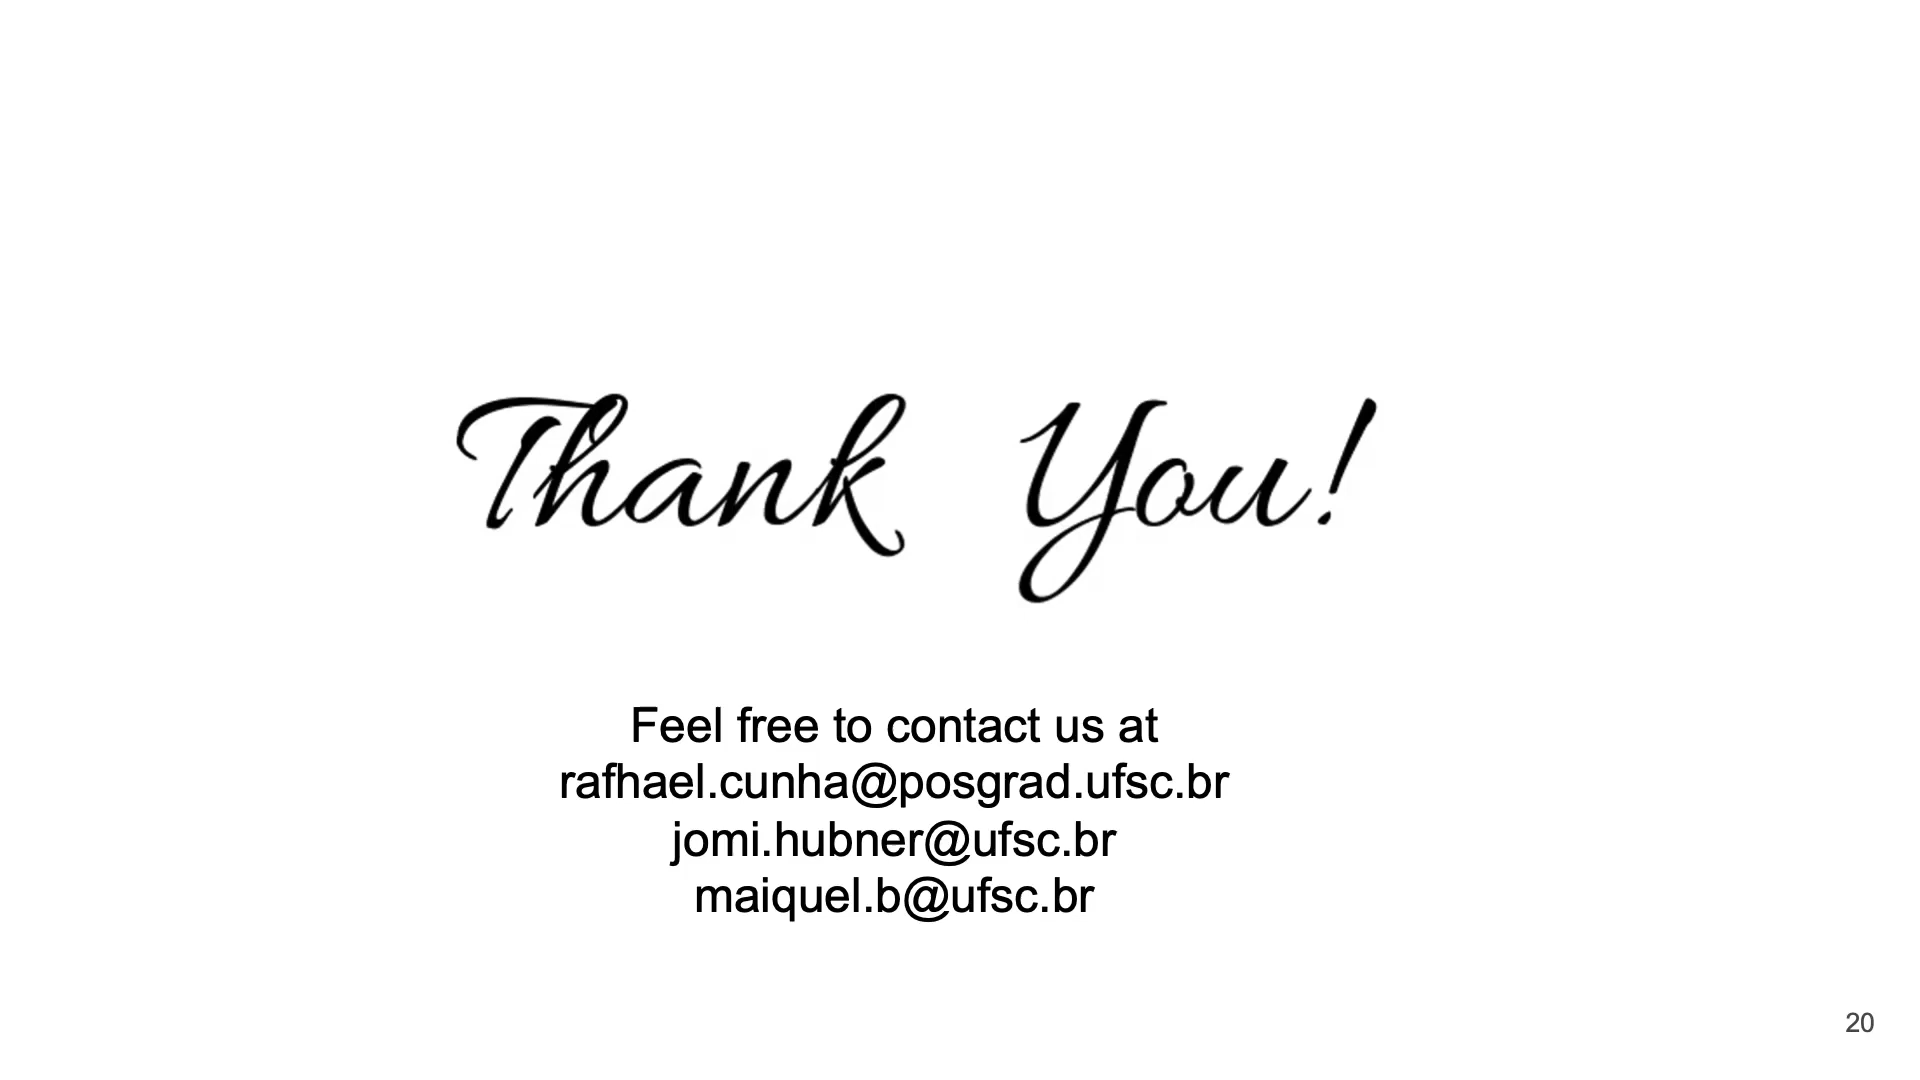 Thank You!
Feel free to contact us at
rafhael.cunha@posgrad.ufsc.br
jomi.hubner@ufsc.br
maiquel.b@ufsc.br
20